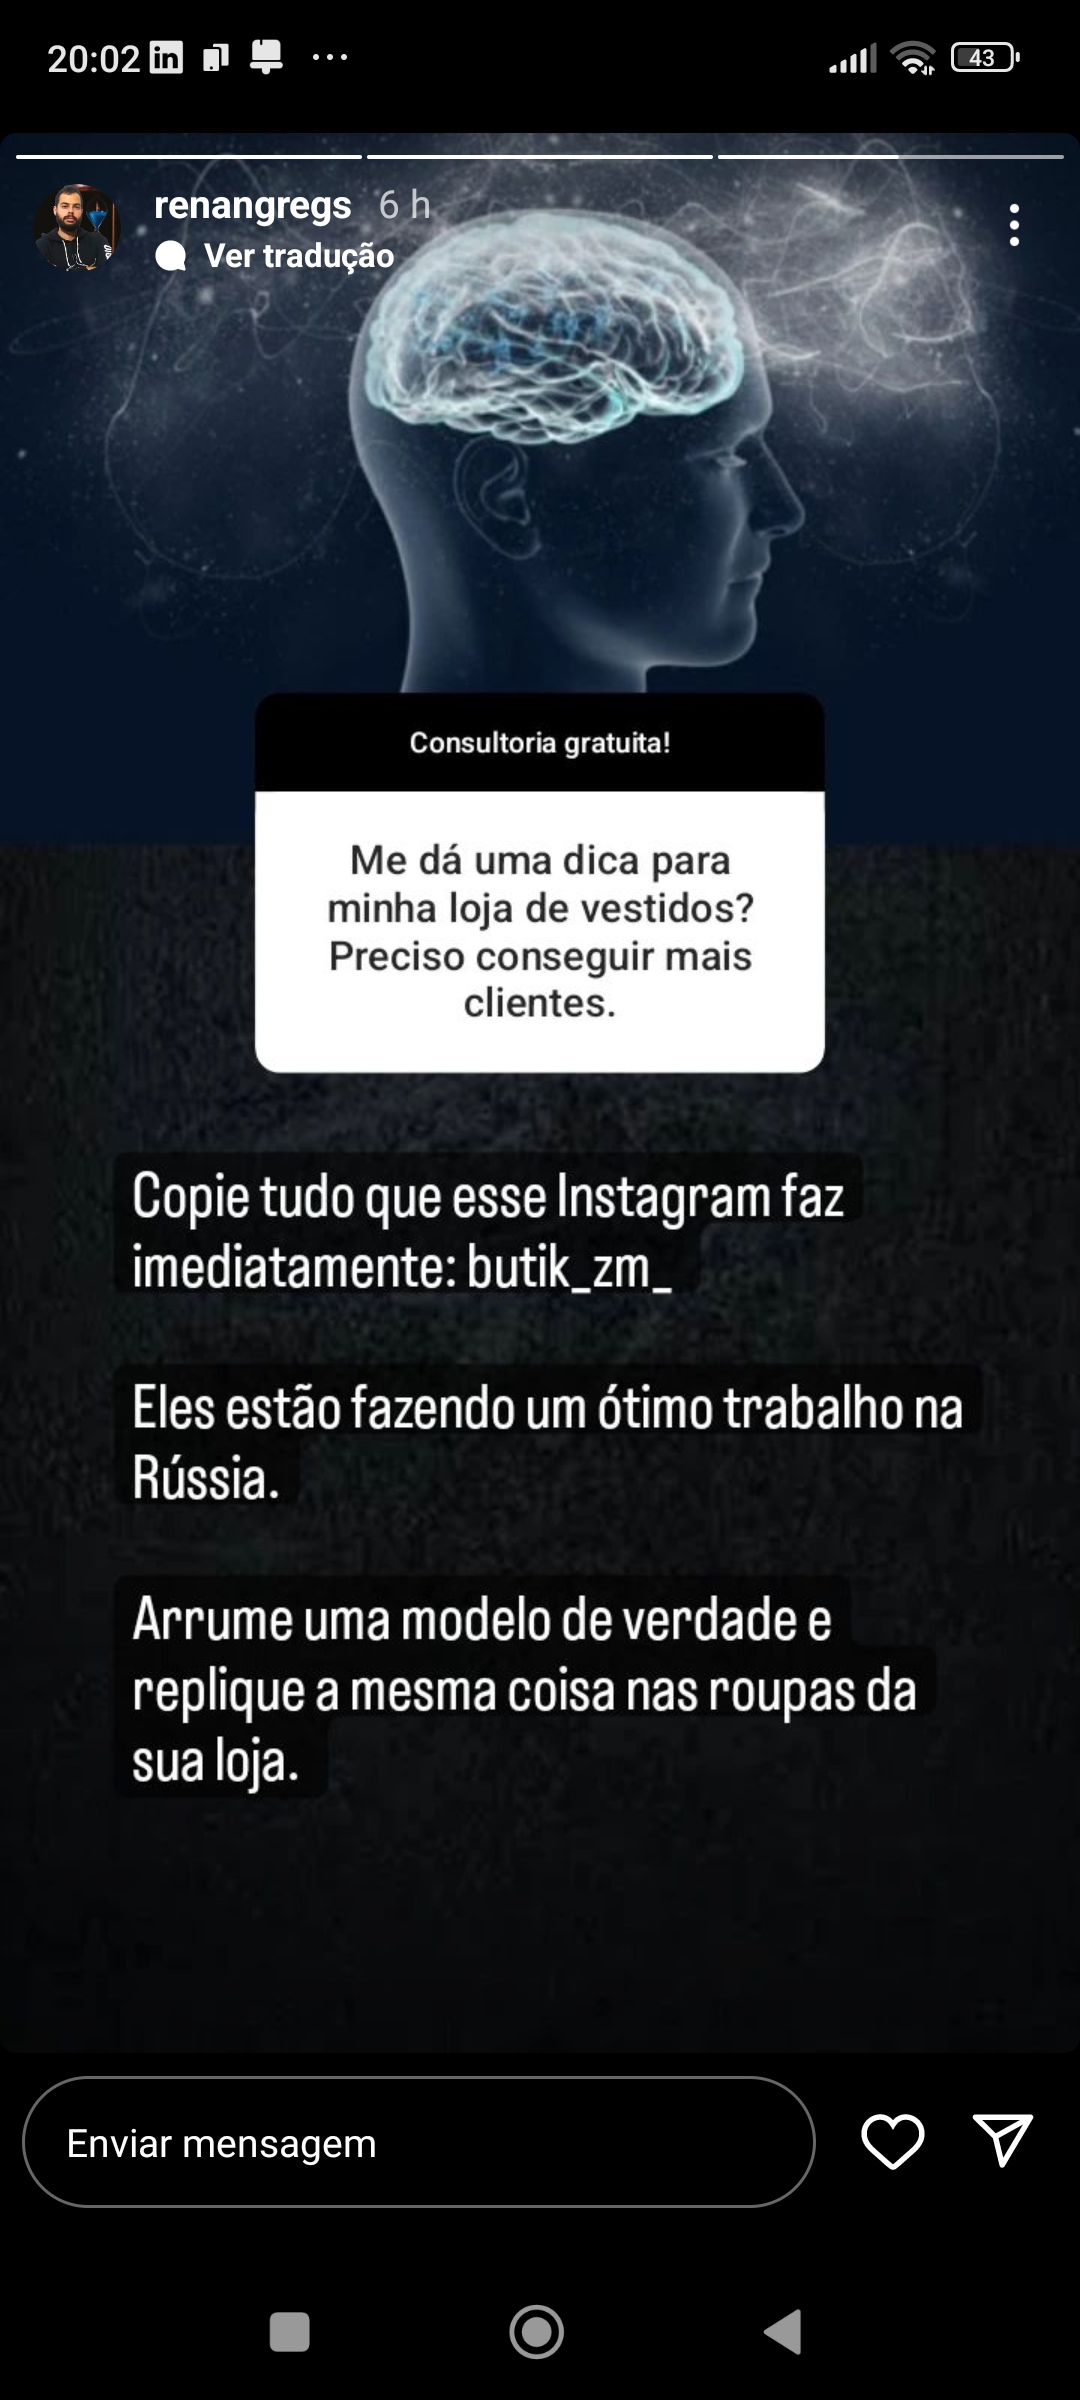 20:02
43
renangregs 6 h
Ver tradução
Consultoria gratuita!
Me dá uma dica para
minha loja de vestidos?
Preciso conseguir mais
clientes.
Copie tudo que esse Instagram faz
imediatamente: butik_zm_
Eles estão fazendo um ótimo trabalho na
Rússia.
Arrume uma modelo de verdade e
replique a mesma coisa nas roupas da
sua loja.
Enviar mensagem